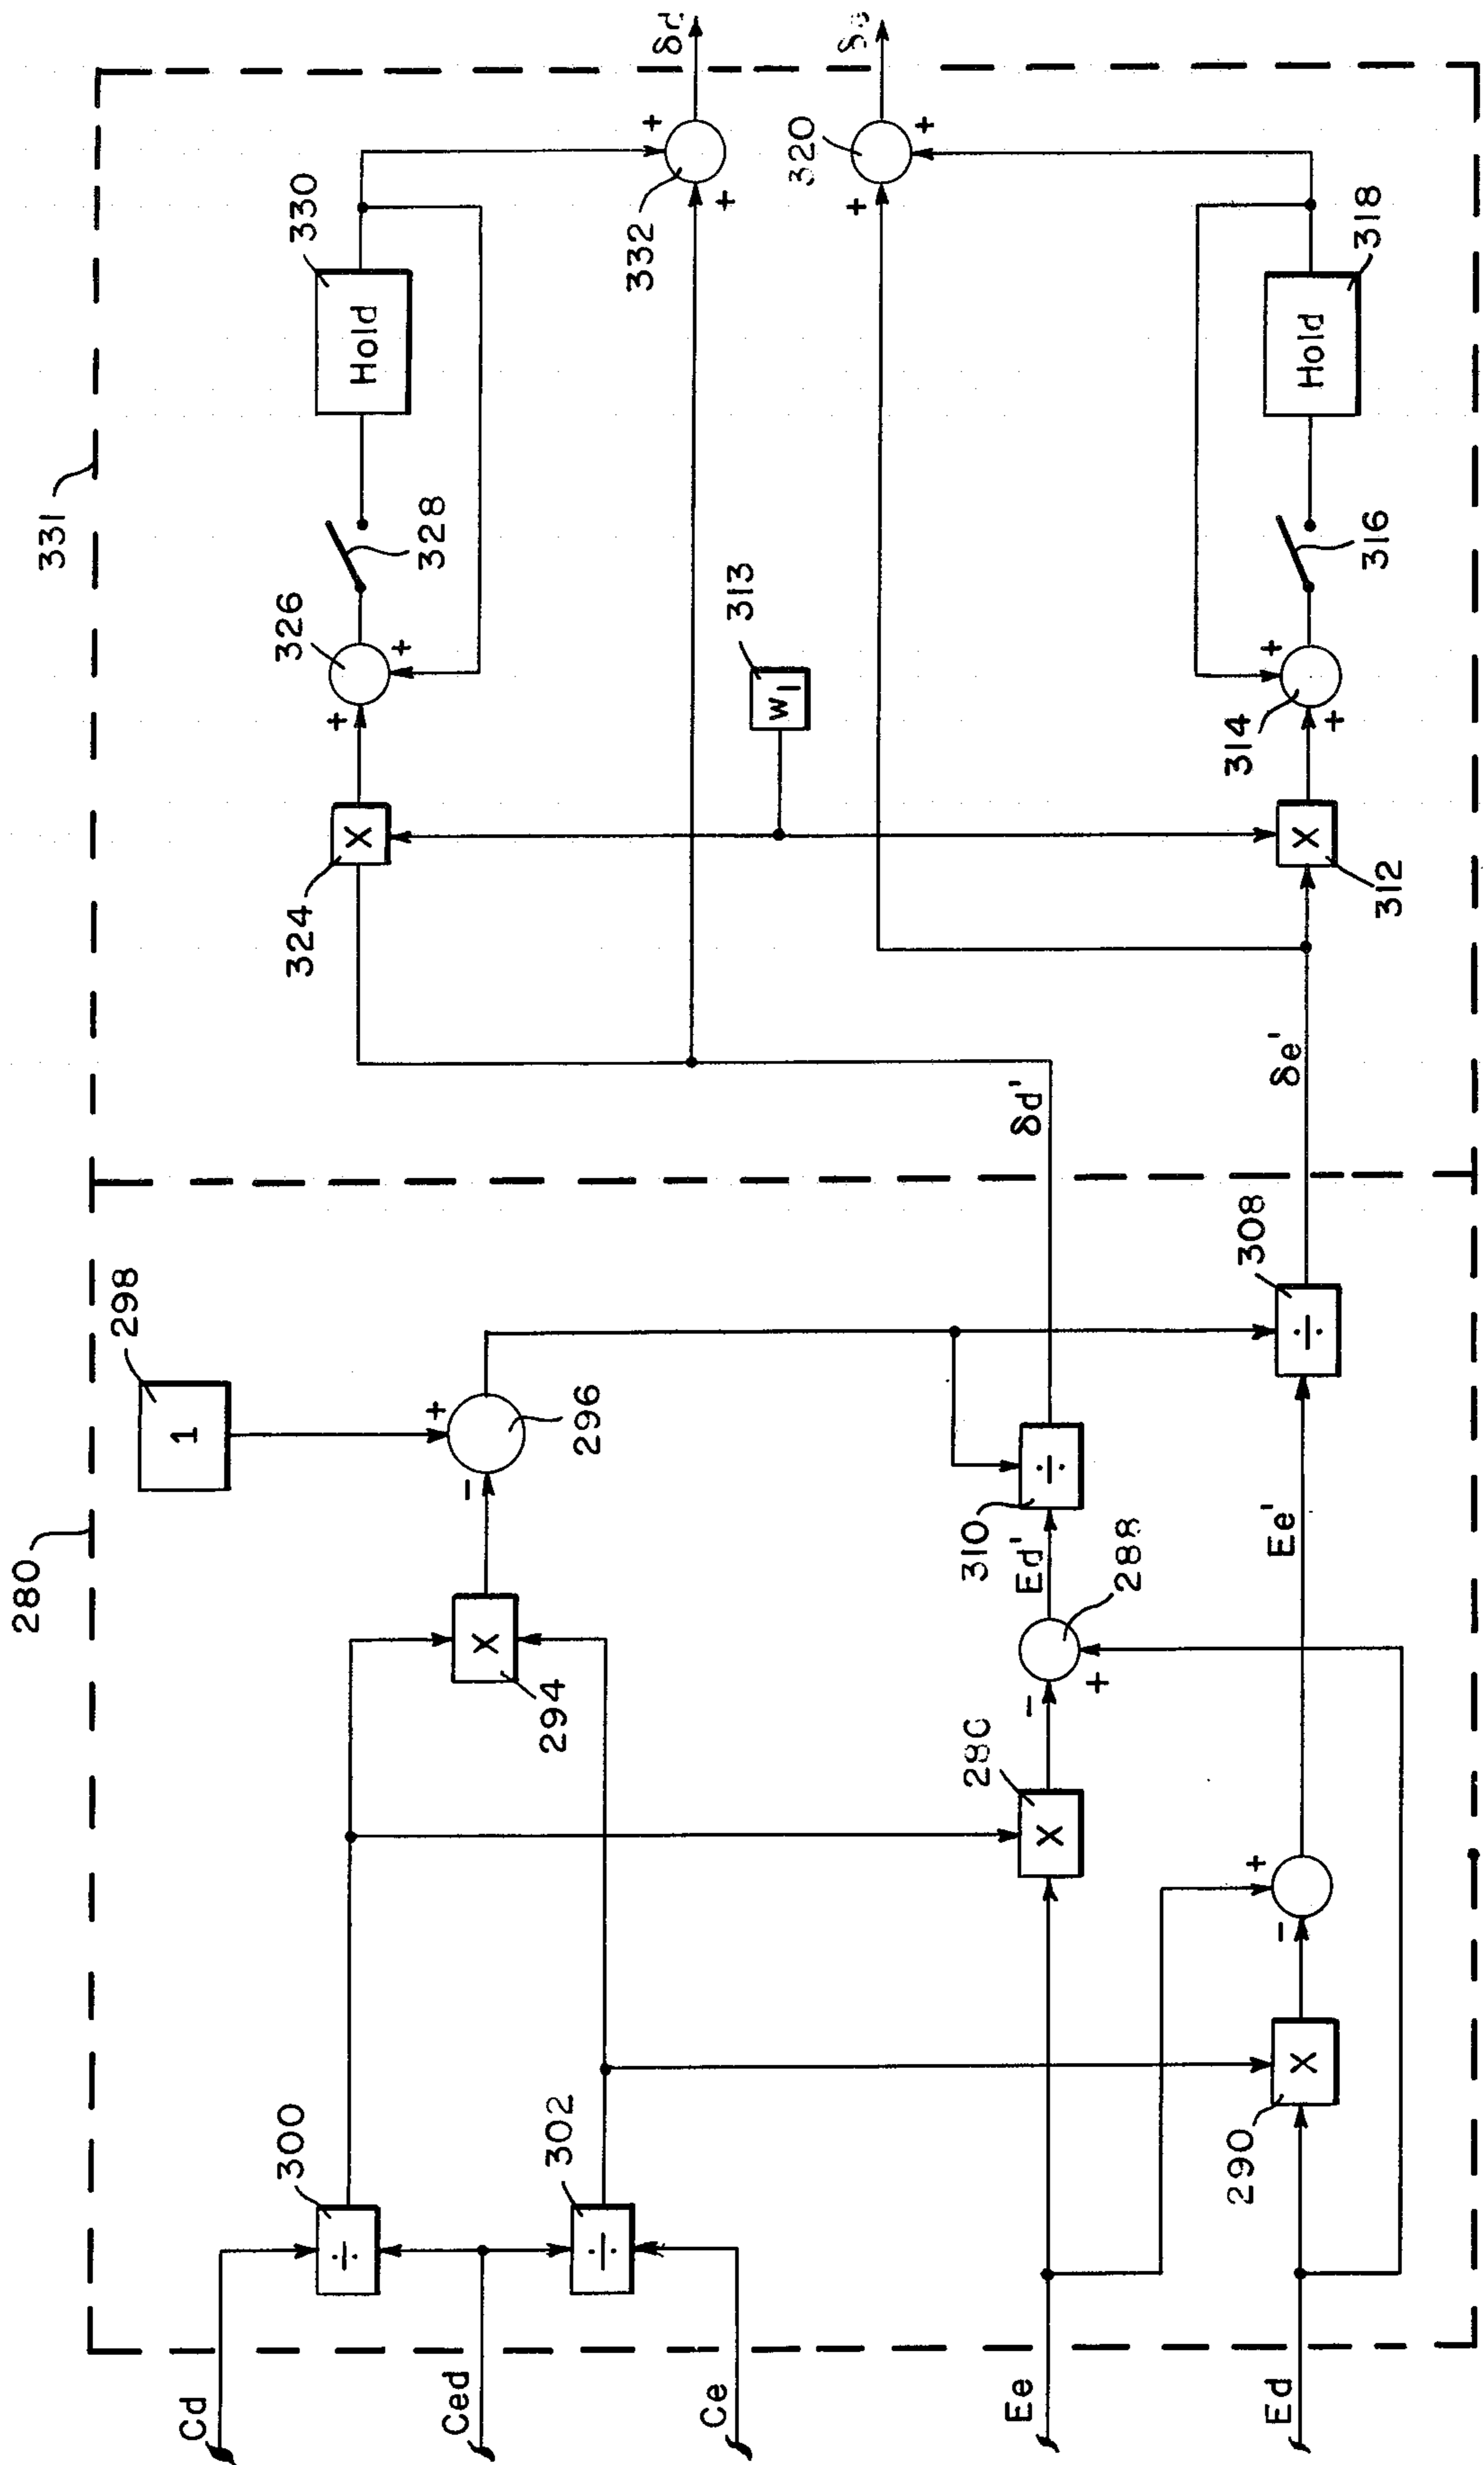 280
331
298
1
+
296
−
X
294
300
÷
302
÷
Cd
Ced
Ce
Ee
Ed
X
290
−
+
X
−
+
288
Ed'
310
÷
Ee'
308
÷
δd'
δe'
324
X
+
326
+
328
330
Hold
332
+
+
313
W1
320
+
+
312
X
314
+
+
316
318
Hold